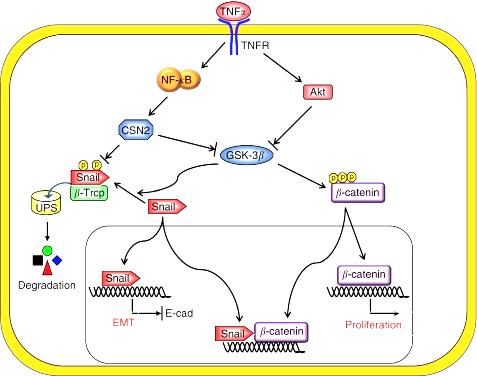 TNFα
TNFR
NF-κB
Akt
CSN2
GSK-3β
P P
Snail
β-Trcp
P P P
β-catenin
UPS
Snail
Degradation
Snail
EMT
E-cad
β-catenin
Proliferation
Snail
β-catenin